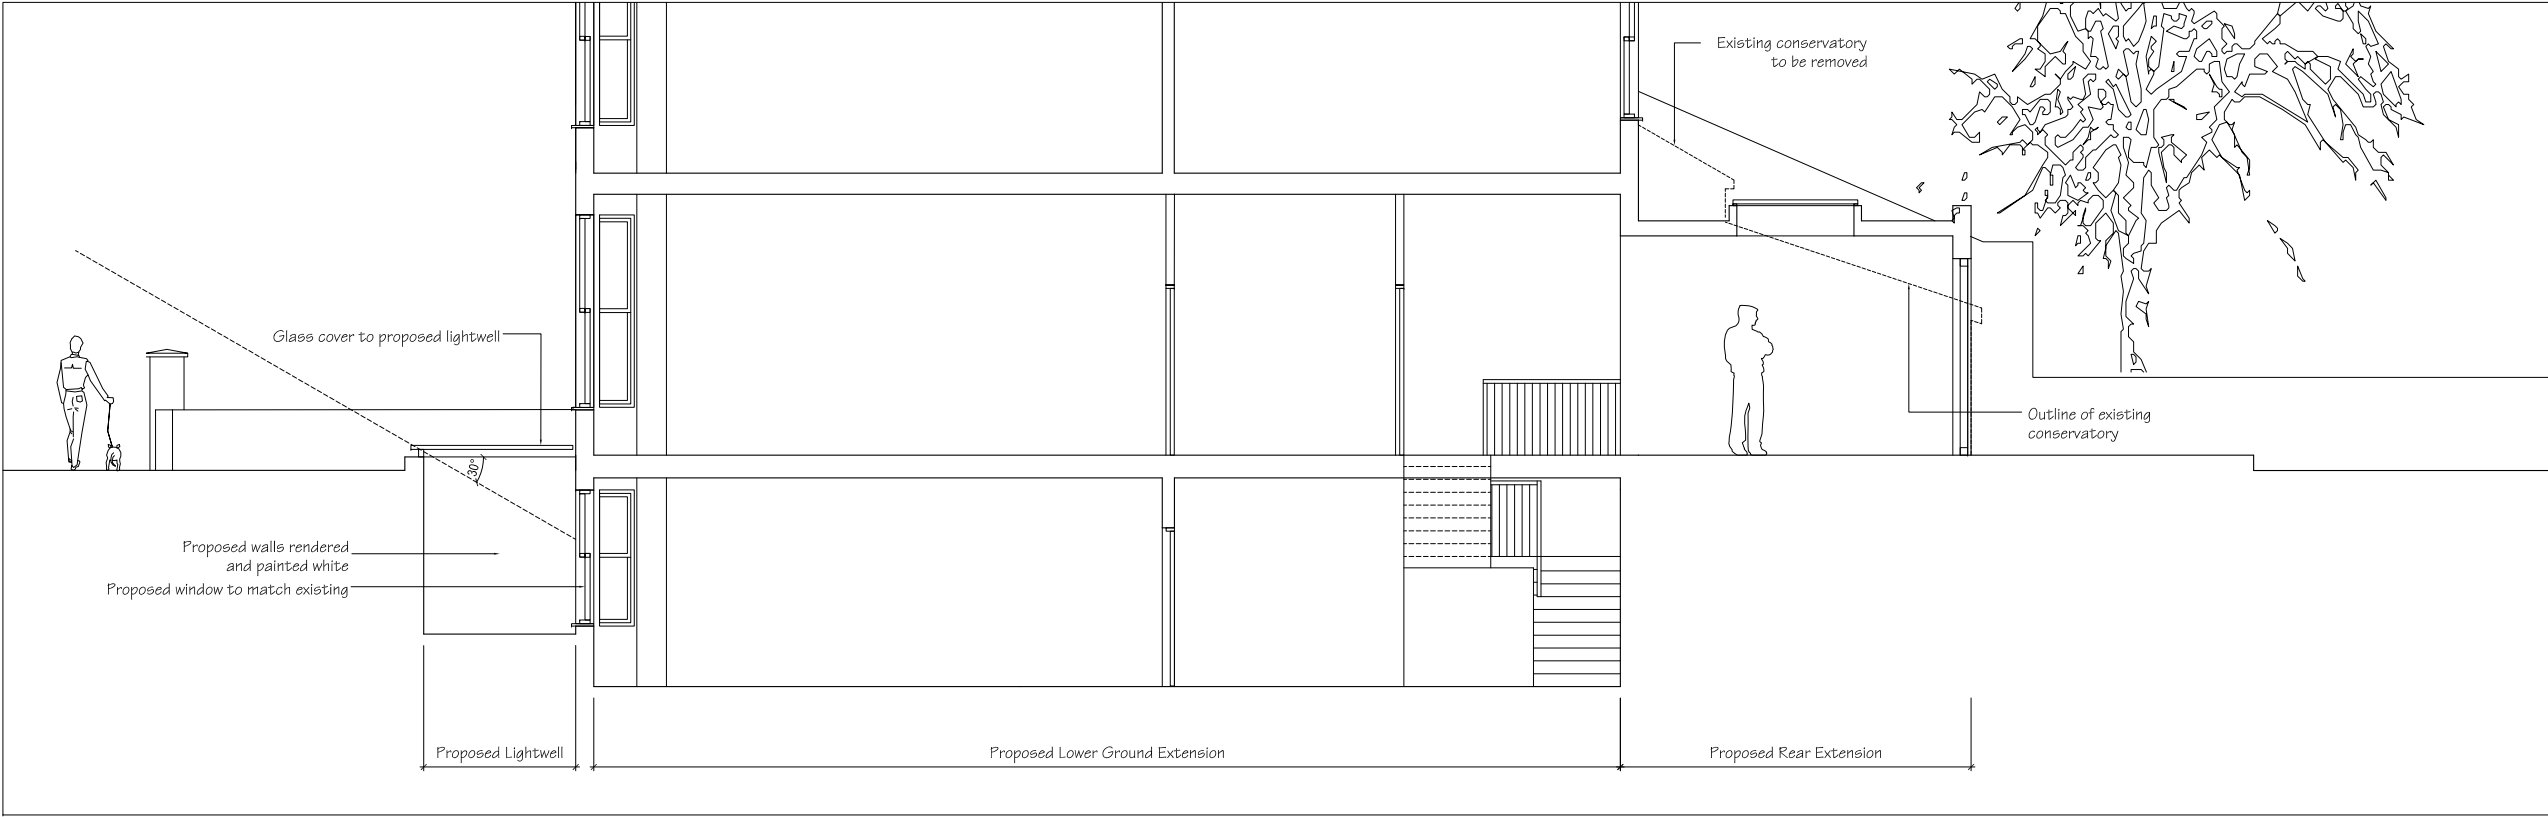 Existing conservatory
to be removed
Glass cover to proposed lightwell
Outline of existing
conservatory
30°
Proposed walls rendered
and painted white
Proposed window to match existing
Proposed Lightwell
Proposed Lower Ground Extension
Proposed Rear Extension